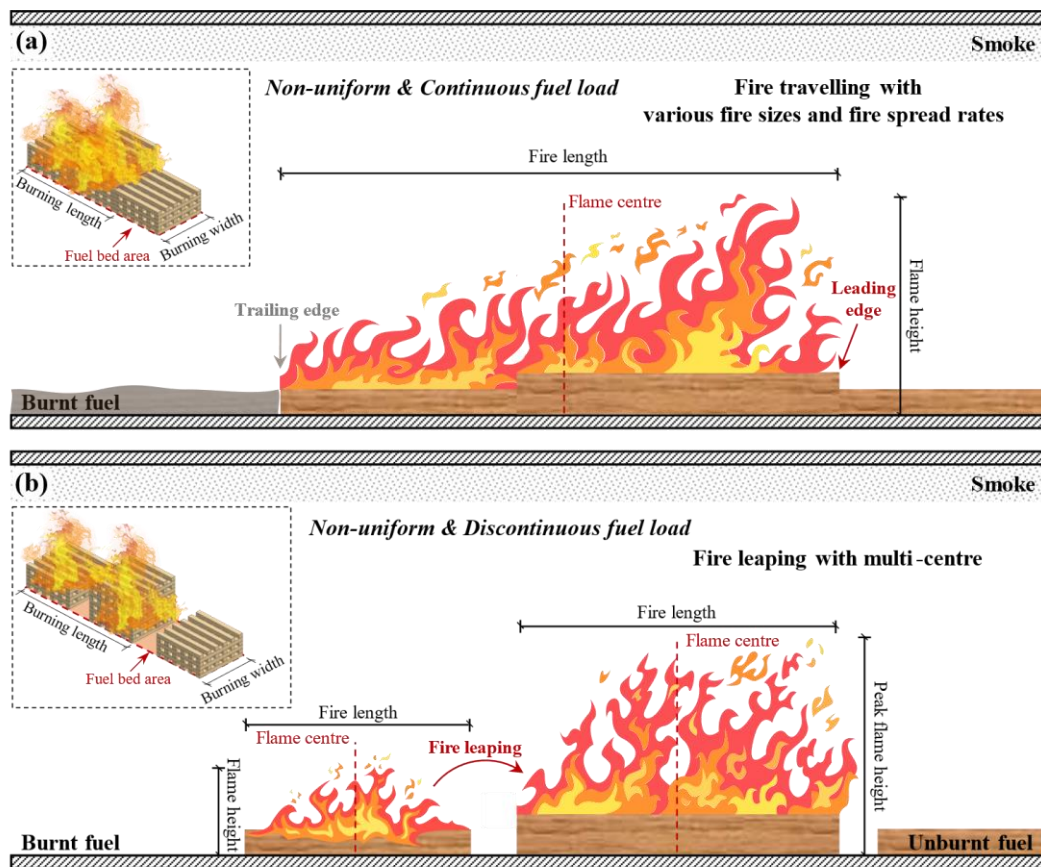 (a)
Smoke
Non-uniform & Continuous fuel load
Fire travelling with
various fire sizes and fire spread rates
Burning length
Fuel bed area
Burning width
Fire length
Flame centre
Flame height
Trailing edge
Leading
edge
Burnt fuel
(b)
Smoke
Non-uniform & Discontinuous fuel load
Fire leaping with multi-centre
Burning length
Fuel bed area
Burning width
Fire length
Flame centre
Peak flame height
Fire length
Flame centre
Fire leaping
Flame height
Burnt fuel
Unburnt fuel